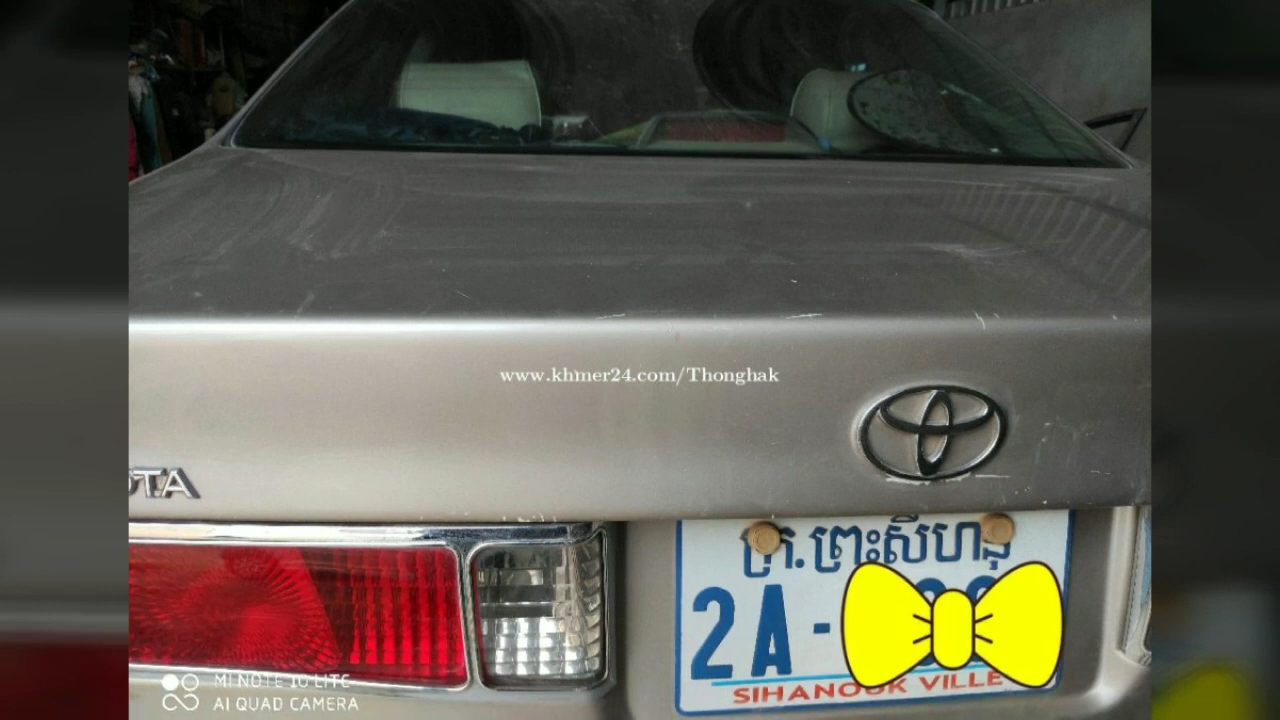 www.khmer24.com/Thonghak
OTA
ក្រ.ព្រះសីហនុ
2A-
SIHANOUK VILLE
MI NOTE 10 LITE
AI QUAD CAMERA